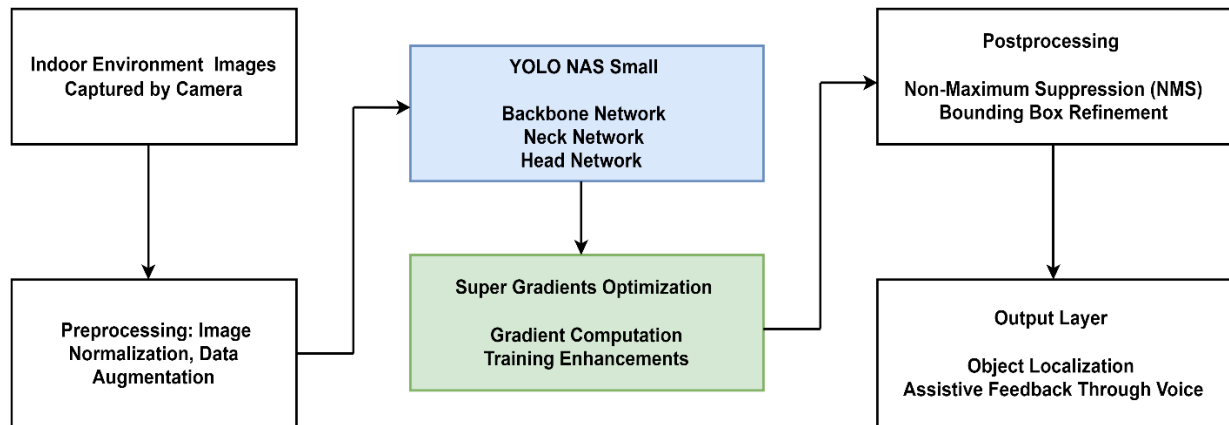 Indoor Environment Images
Captured by Camera
Preprocessing: Image
Normalization, Data
Augmentation
YOLO NAS Small
Backbone Network
Neck Network
Head Network
Super Gradients Optimization
Gradient Computation
Training Enhancements
Postprocessing
Non-Maximum Suppression (NMS)
Bounding Box Refinement
Output Layer
Object Localization
Assistive Feedback Through Voice